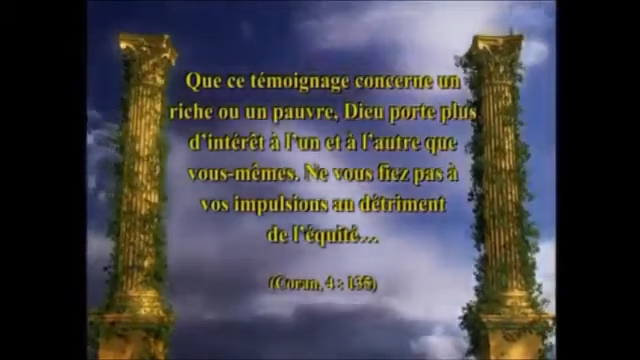 Que ce témoignage concerne un
riche ou un pauvre, Dieu porte plus
d'intérêt à l'un et à l'autre que
vous-mêmes. Ne vous fiez pas à
vos impulsions au détriment
de l'équité...
(Coran, 4 : 135)